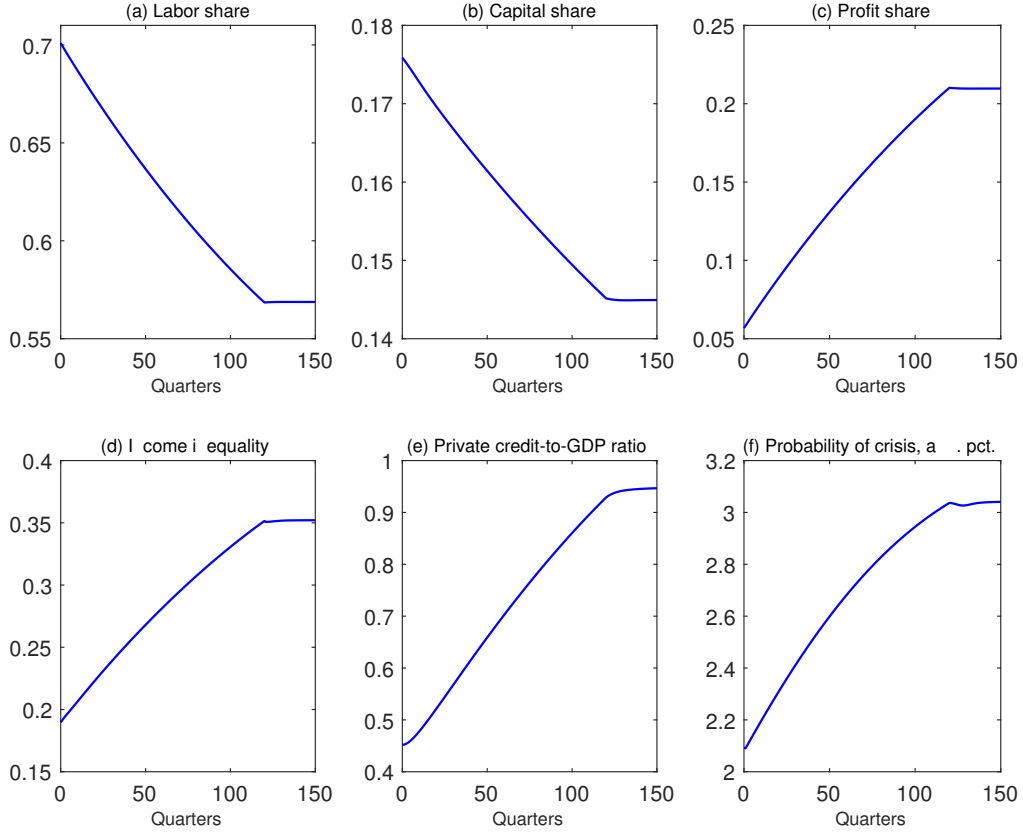 (a) Labor share
0.7
0.65
0.6
0.55
0 50 100 150
Quarters
(b) Capital share
0.18
0.17
0.16
0.15
0.14
0 50 100 150
Quarters
(c) Profit share
0.25
0.2
0.15
0.1
0.05
0 50 100 150
Quarters
(d) I come i equality
0.4
0.35
0.3
0.25
0.2
0.15
0 50 100 150
Quarters
(e) Private credit-to-GDP ratio
1
0.9
0.8
0.7
0.6
0.5
0.4
0 50 100 150
Quarters
(f) Probability of crisis, a . pct.
3.2
3
2.8
2.6
2.4
2.2
2
0 50 100 150
Quarters